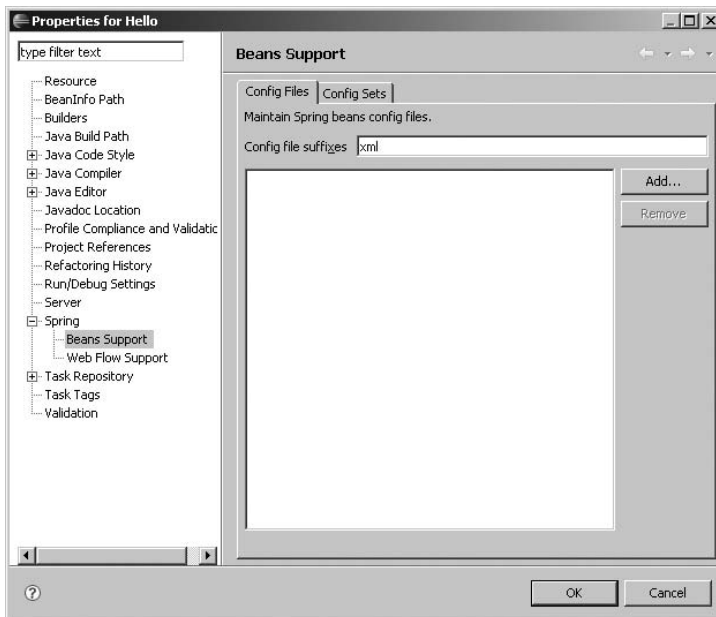 Properties for Hello
type filter text
Resource
BeanInfo Path
Builders
Java Build Path
Java Code Style
Java Compiler
Java Editor
Javadoc Location
Profile Compliance and Validatic
Project References
Refactoring History
Run/Debug Settings
Server
Spring
Beans Support
Web Flow Support
Task Repository
Task Tags
Validation
Beans Support
Config Files Config Sets
Maintain Spring beans config files.
Config file suffixes xml
Add...
Remove
OK Cancel